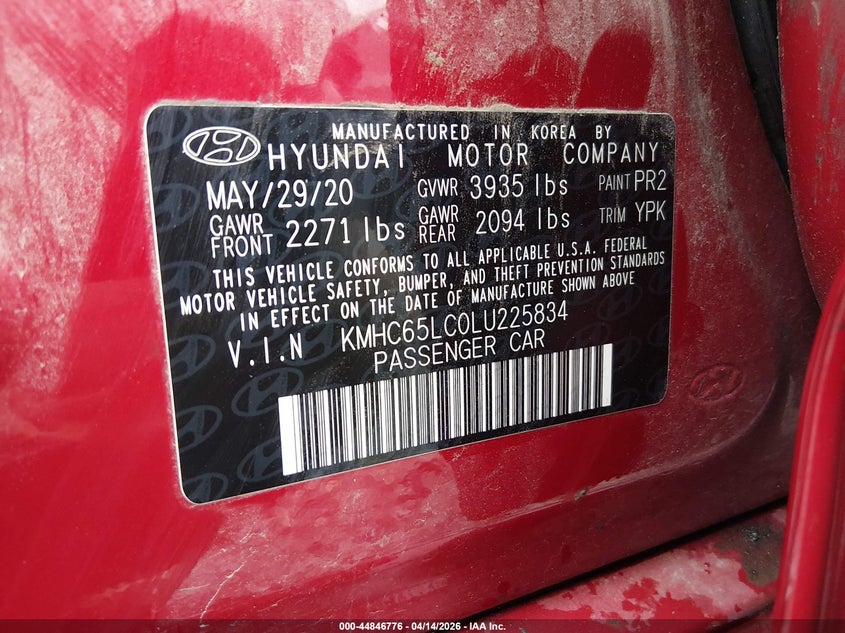 MANUFACTURED IN KOREA BY
HYUNDAI MOTOR COMPANY
MAY/29/20 GVWR 3935 lbs PAINT PR2
GAWR FRONT 2271 lbs GAWR REAR 2094 lbs TRIM YPK
THIS VEHICLE CONFORMS TO ALL APPLICABLE U.S.A. FEDERAL
MOTOR VEHICLE SAFETY, BUMPER, AND THEFT PREVENTION STANDARDS
IN EFFECT ON THE DATE OF MANUFACTURE SHOWN ABOVE
V.I.N KMHC65LC0LU225834
PASSENGER CAR
000-44846776 - 04/14/2026 - IAA Inc.